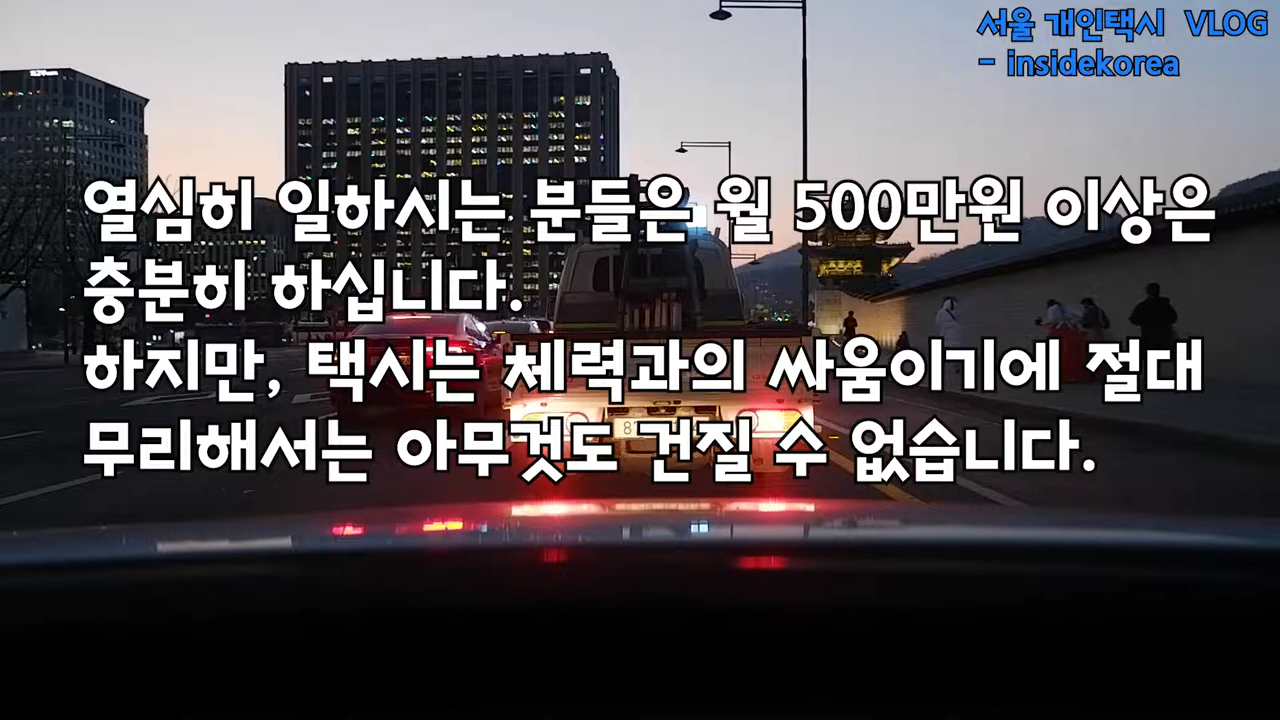 서울 개인택시 VLOG
- insidekorea
열심히 일하시는 분들은 월 500만원 이상은
충분히 하십니다.
하지만, 택시는 체력과의 싸움이기에 절대
무리해서는 아무것도 건질 수 없습니다.